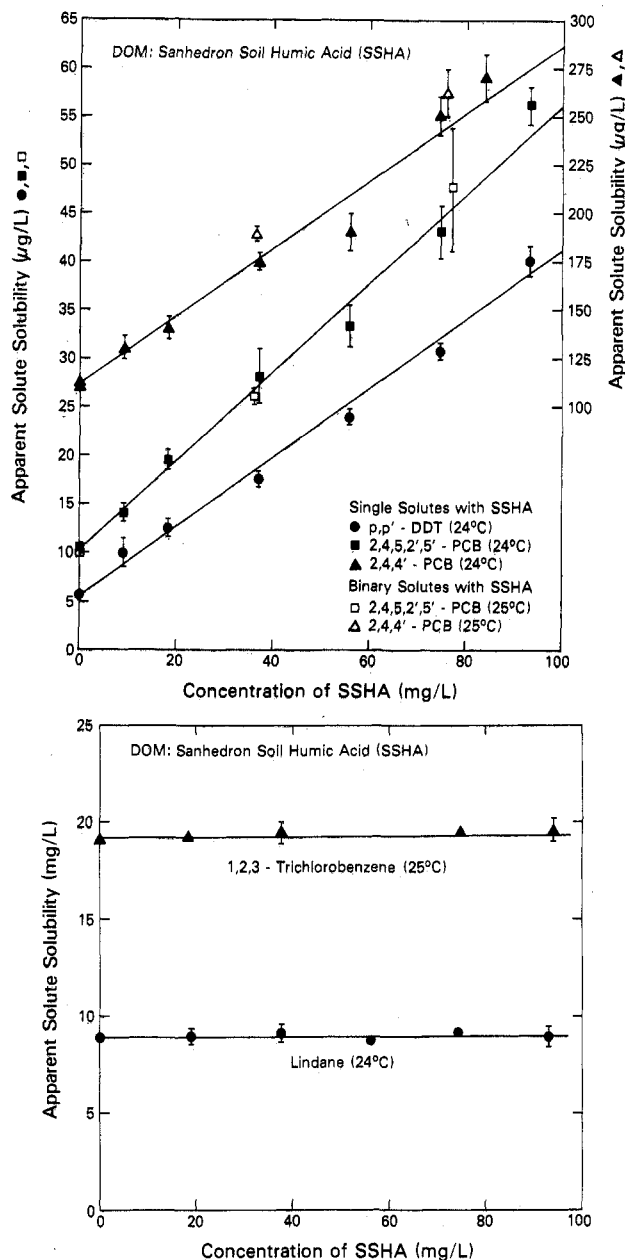 DOM: Sanhedron Soil Humic Acid (SSHA)
Apparent Solute Solubility (µg/L) ●,■,□
65
60
55
50
45
40
35
30
25
20
15
10
5
0
300
275
250
225
200
175
150
125
100
Apparent Solute Solubility (µg/L) ▲,△
Single Solutes with SSHA
● p,p' - DDT (24°C)
■ 2,4,5,2',5' - PCB (24°C)
▲ 2,4,4' - PCB (24°C)
Binary Solutes with SSHA
□ 2,4,5,2',5' - PCB (25°C)
△ 2,4,4' - PCB (25°C)
0 20 40 60 80 100
Concentration of SSHA (mg/L)
DOM: Sanhedron Soil Humic Acid (SSHA)
Apparent Solute Solubility (mg/L)
25
20
15
10
5
0
1,2,3 - Trichlorobenzene (25°C)
Lindane (24°C)
0 20 40 60 80 100
Concentration of SSHA (mg/L)